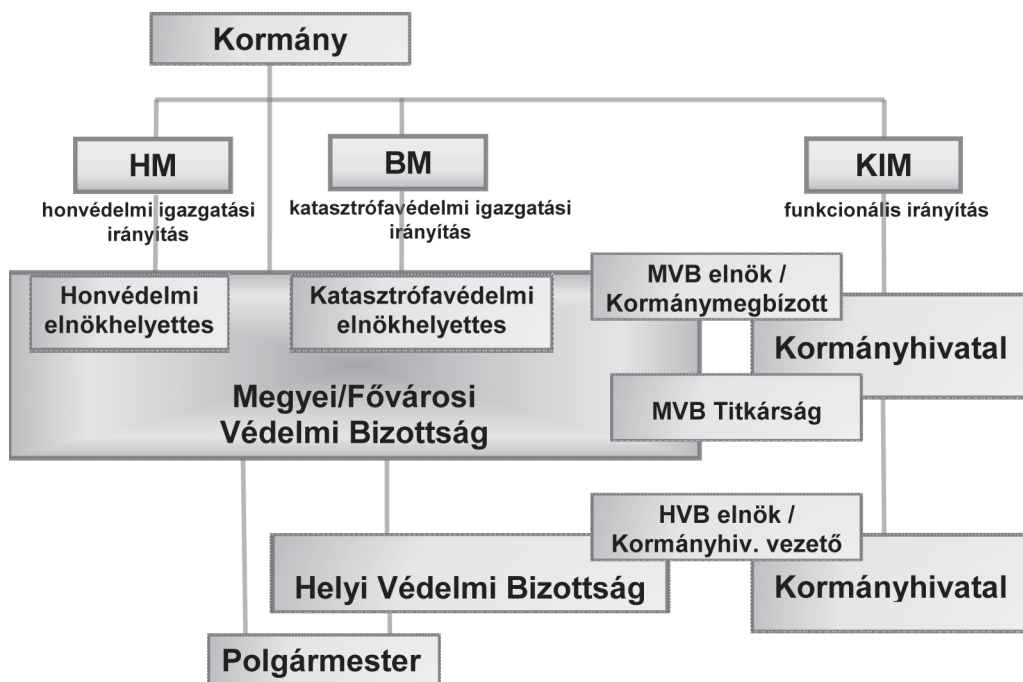 Kormány
HM
BM
KIM
honvédelmi igazgatási
irányítás
katasztrófavédelmi igazgatási
irányítás
funkcionális irányítás
Honvédelmi
elnökhelyettes
Katasztrófavédelmi
elnökhelyettes
MVB elnök /
Kormánymegbízott
Kormányhivatal
Megyei/Fővárosi
Védelmi Bizottság
MVB Titkárság
HVB elnök /
Kormányhiv. vezető
Helyi Védelmi Bizottság
Kormányhivatal
Polgármester